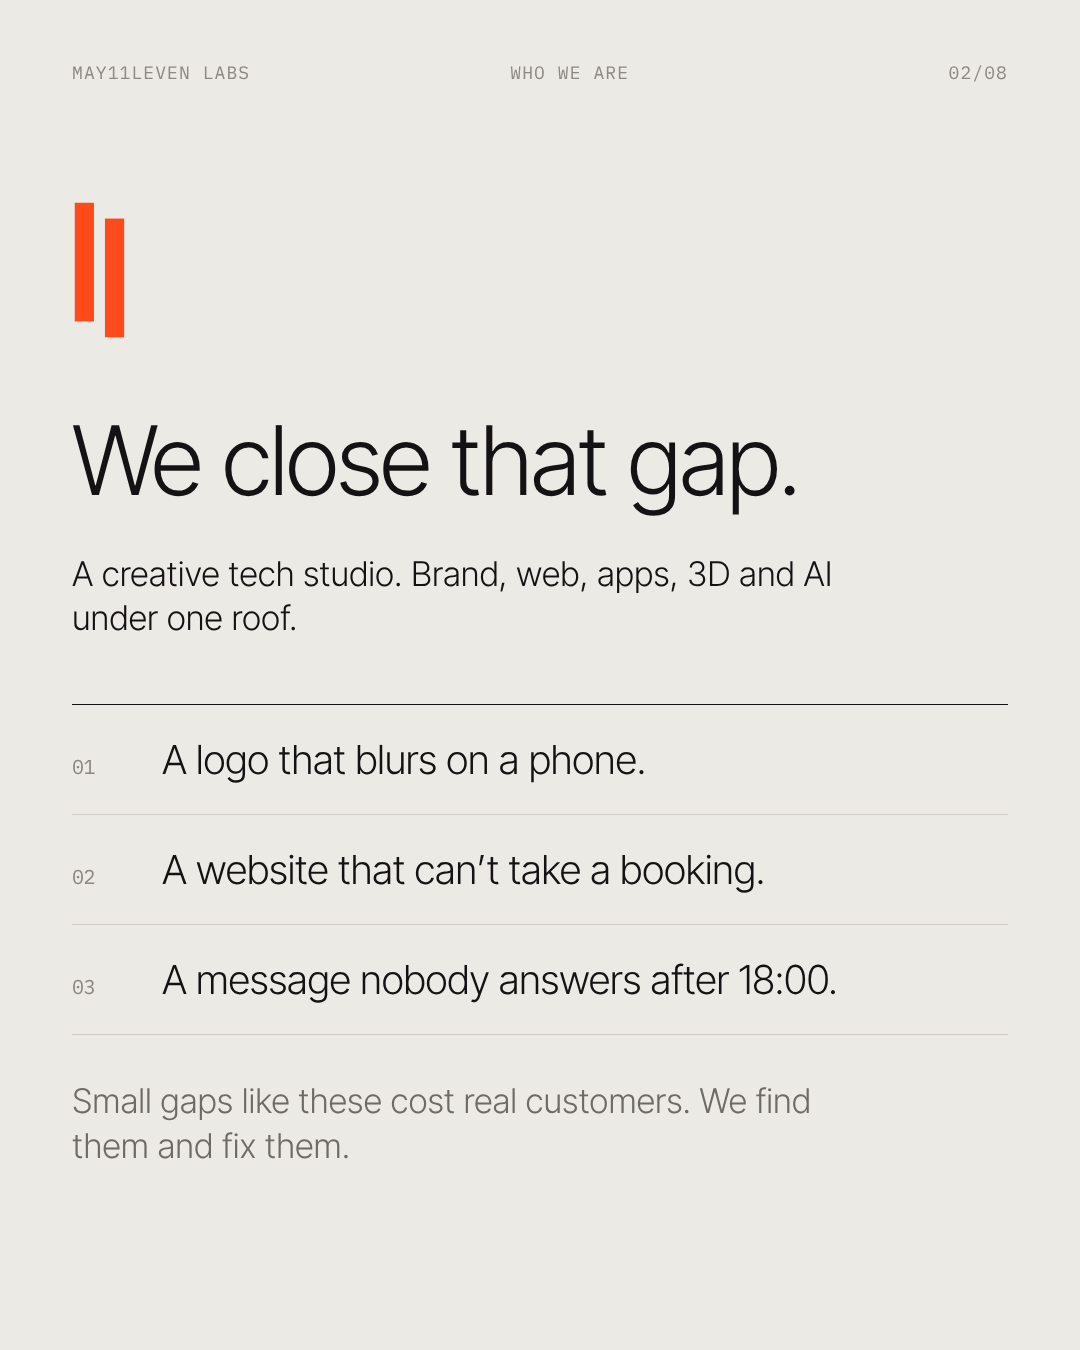 MAY11LEVEN LABS
WHO WE ARE
02/08
We close that gap.
A creative tech studio. Brand, web, apps, 3D and AI
under one roof.
01 A logo that blurs on a phone.
02 A website that can’t take a booking.
03 A message nobody answers after 18:00.
Small gaps like these cost real customers. We find
them and fix them.